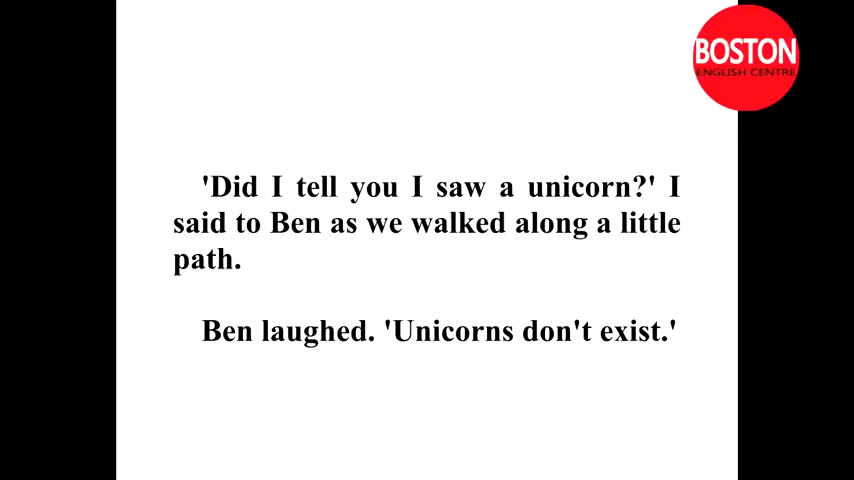 BOSTON
ENGLISH CENTRE
'Did I tell you I saw a unicorn?' I
said to Ben as we walked along a little
path.
Ben laughed. 'Unicorns don't exist.'